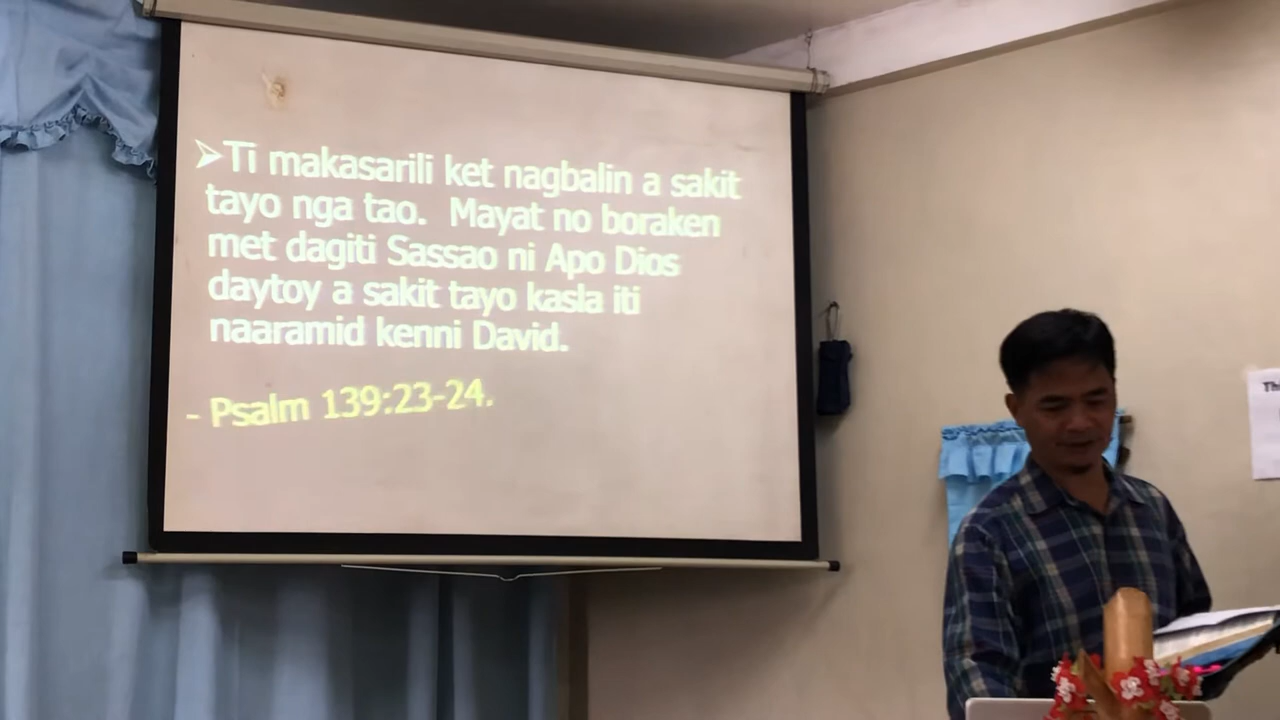 ➢Ti makasarili ket nagbalin a sakit
tayo nga tao. Mayat no boraken
met dagiti Sassao ni Apo Dios
daytoy a sakit tayo kasla iti
naaramid kenni David.
- Psalm 139:23-24.